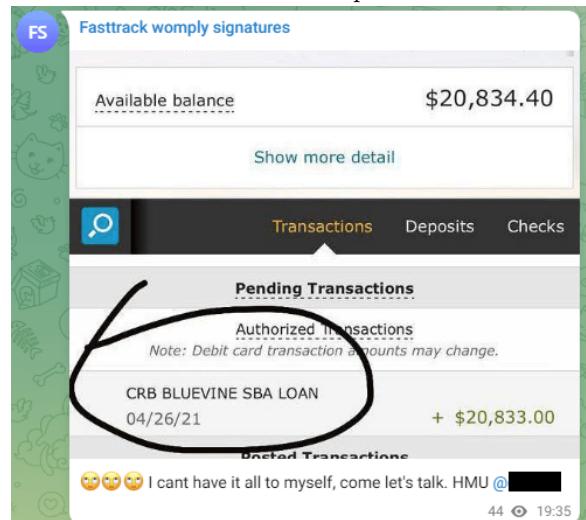 FS
Fasttrack womply signatures
Available balance $20,834.40
Show more detail
Transactions Deposits Checks
Pending Transactions
Authorized Transactions
Note: Debit card transaction amounts may change.
CRB BLUEVINE SBA LOAN
04/26/21 + $20,833.00
Posted Transactions
🙄🙄🙄 I cant have it all to myself, come let's talk. HMU @
44 19:35